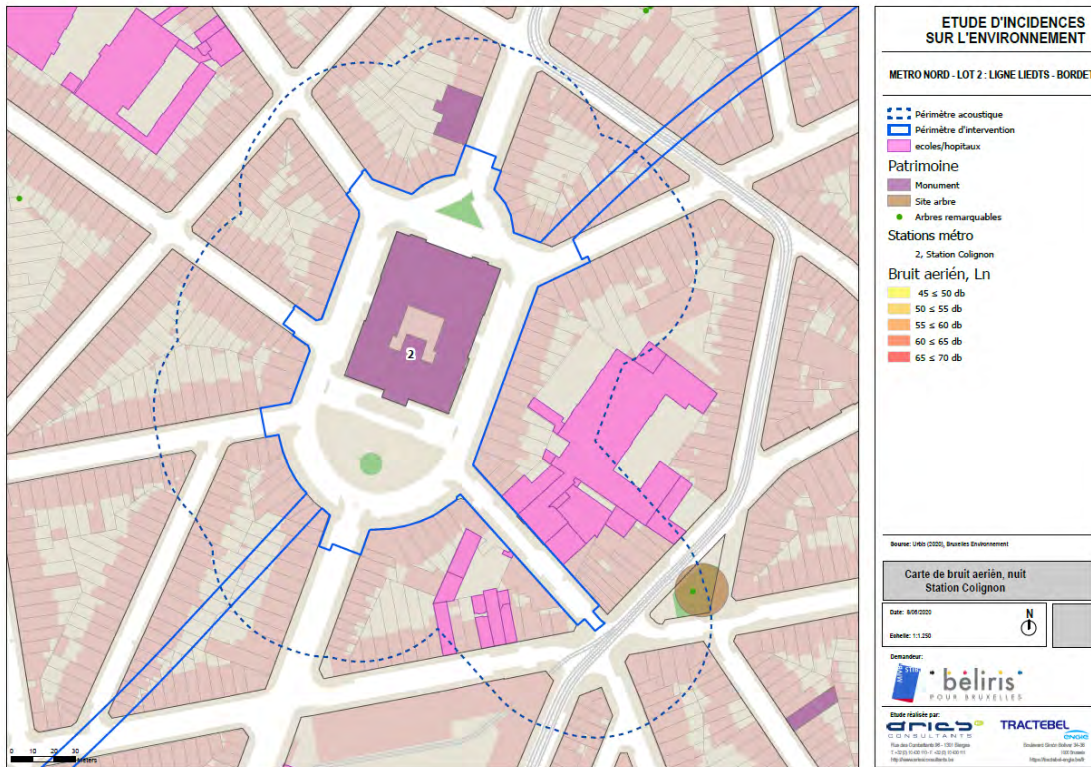 2
0 10 20 30
Meters
ETUDE D'INCIDENCES
SUR L'ENVIRONNEMENT
METRO NORD - LOT 2 : LIGNE LIEDTS - BORDET
Périmètre acoustique
Périmètre d'intervention
ecoles/hopitaux
Patrimoine
Monument
Site arbre
Arbres remarquables
Stations métro
2, Station Colignon
Bruit aerién, Ln
45 ≤ 50 db
50 ≤ 55 db
55 ≤ 60 db
60 ≤ 65 db
65 ≤ 70 db
Source: Urbis (2020), Bruxelles Environnement
Carte de bruit aerién, nuit
Station Colignon
Date: 8/06/2020
N
Echelle: 1:1.250
Demandeur:
beliris
POUR BRUXELLES
Etude réalisée par:
aries
CONSULTANTS
TRACTEBEL
ENGIE